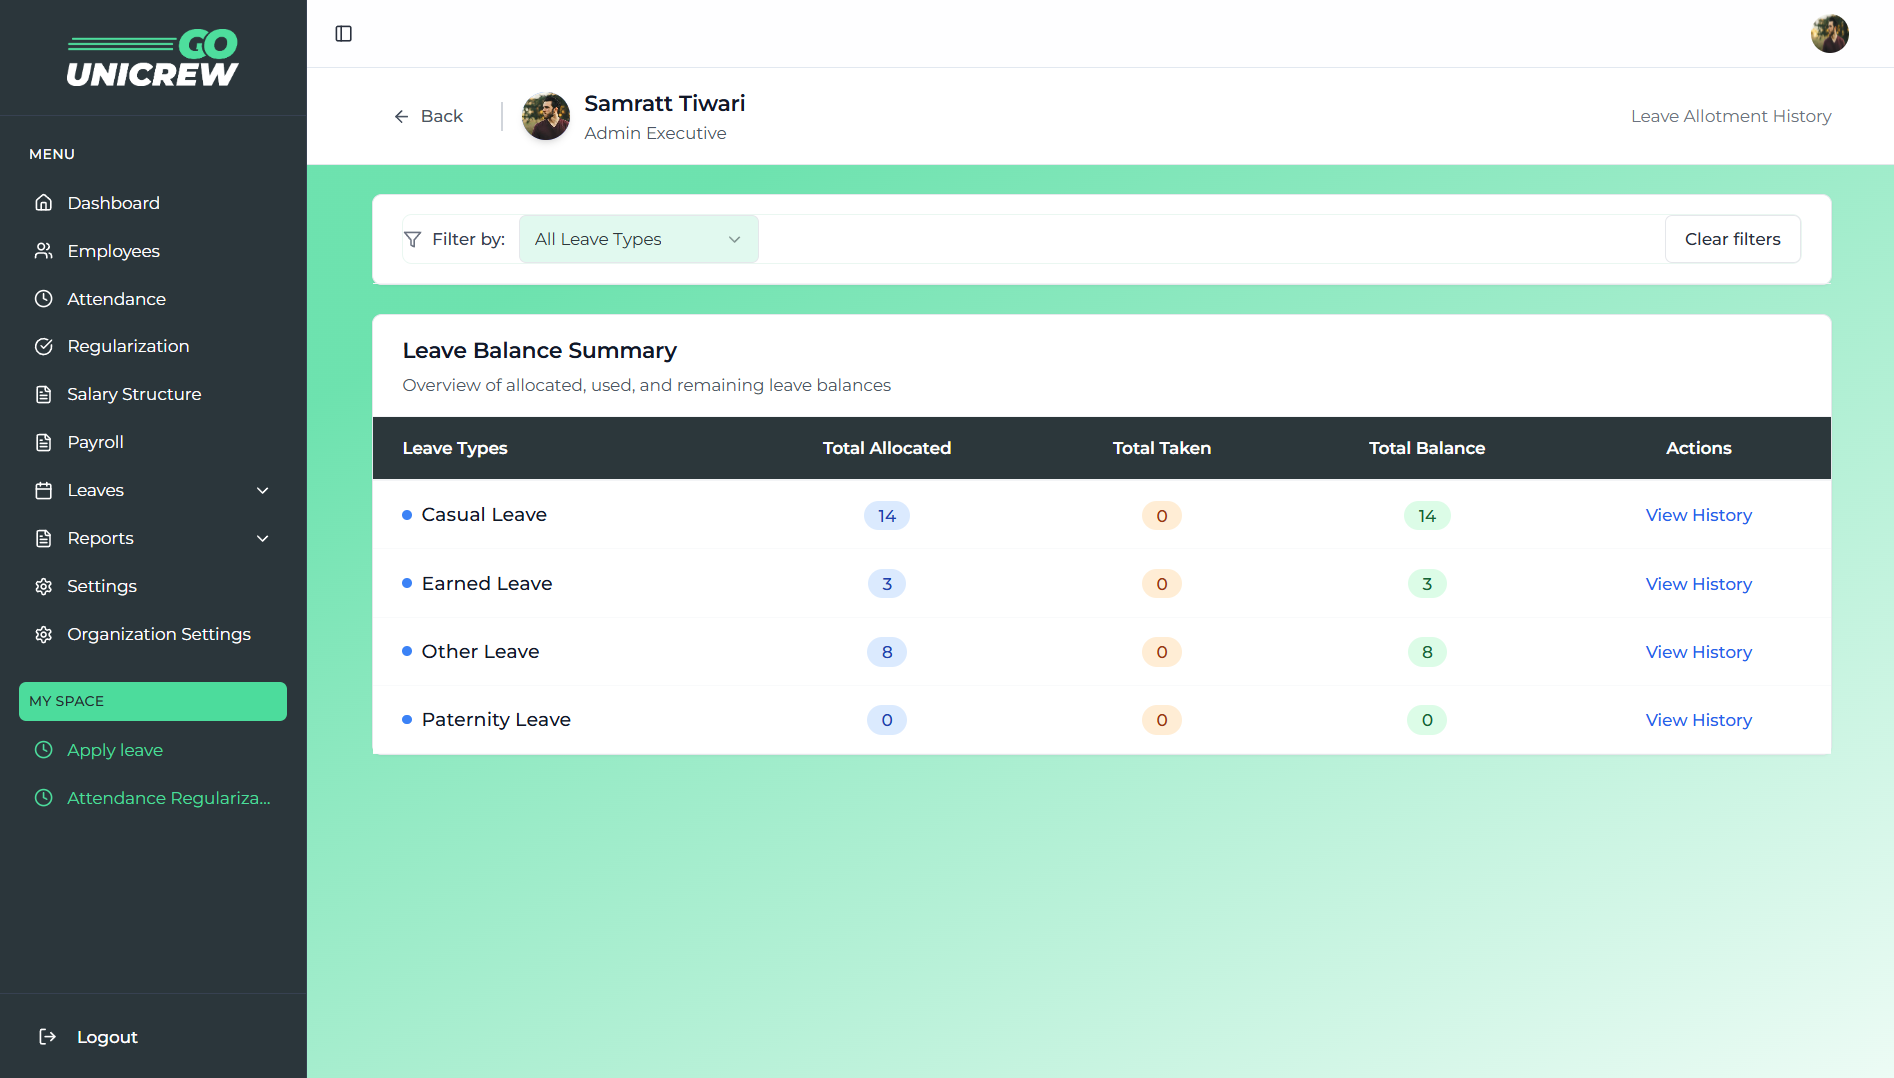 GO
UNICREW
MENU
Dashboard
Employees
Attendance
Regularization
Salary Structure
Payroll
Leaves
Reports
Settings
Organization Settings
MY SPACE
Apply leave
Attendance Regulariza...
Logout
Back
Samratt Tiwari
Admin Executive
Leave Allotment History
Filter by:
All Leave Types
Clear filters
Leave Balance Summary
Overview of allocated, used, and remaining leave balances
Leave Types Total Allocated Total Taken Total Balance Actions
Casual Leave 14 0 14 View History
Earned Leave 3 0 3 View History
Other Leave 8 0 8 View History
Paternity Leave 0 0 0 View History